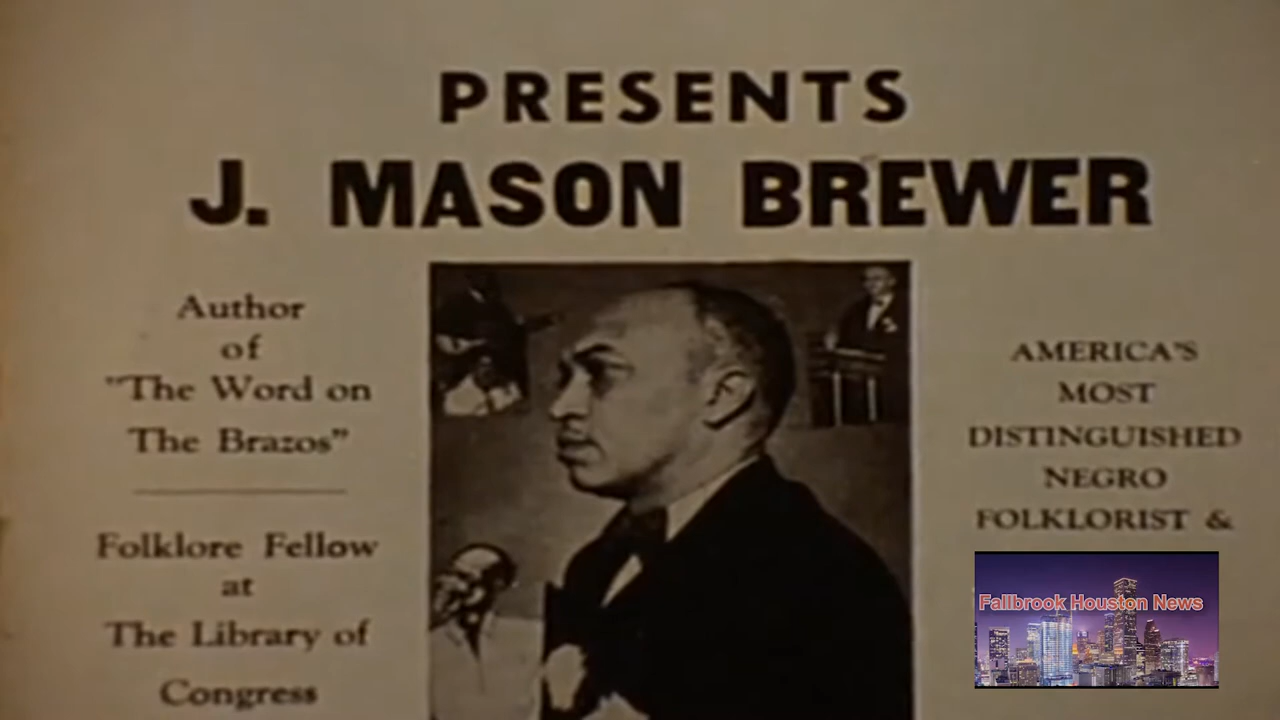 PRESENTS
J. MASON BREWER
Author
of
"The Word on
The Brazos"
Folklore Fellow
at
The Library of
Congress
AMERICA'S
MOST
DISTINGUISHED
NEGRO
FOLKLORIST &
Fallbrook Houston News